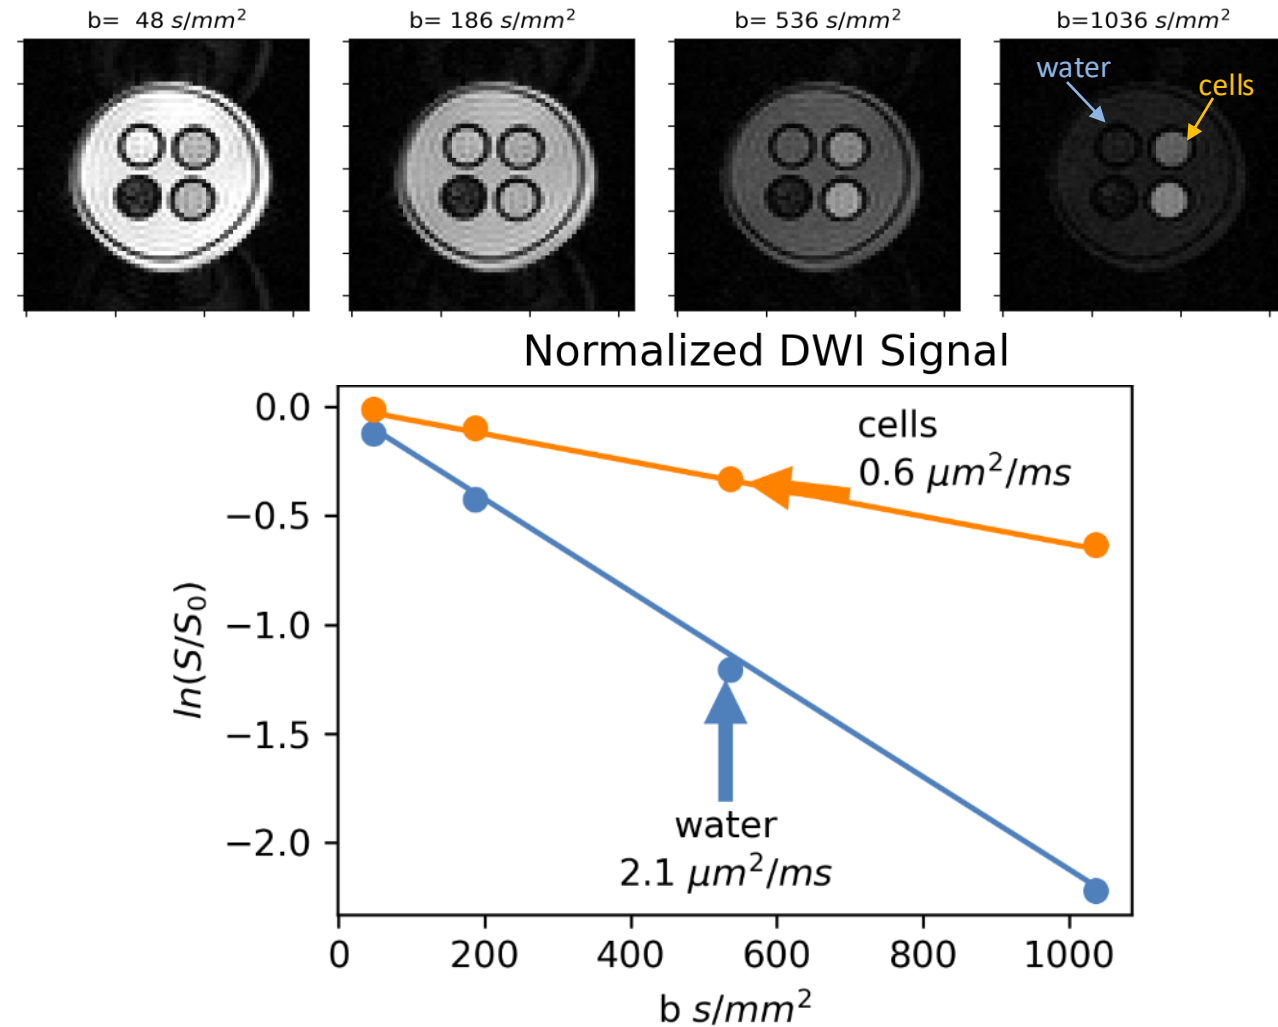 b=  48 s/mm²
b= 186 s/mm²
b= 536 s/mm²
b=1036 s/mm²
water
cells
Normalized DWI Signal
0.0
−0.5
−1.0
−1.5
−2.0
ln(S/S₀)
cells
0.6 μm²/ms
water
2.1 μm²/ms
0 200 400 600 800 1000
b s/mm²